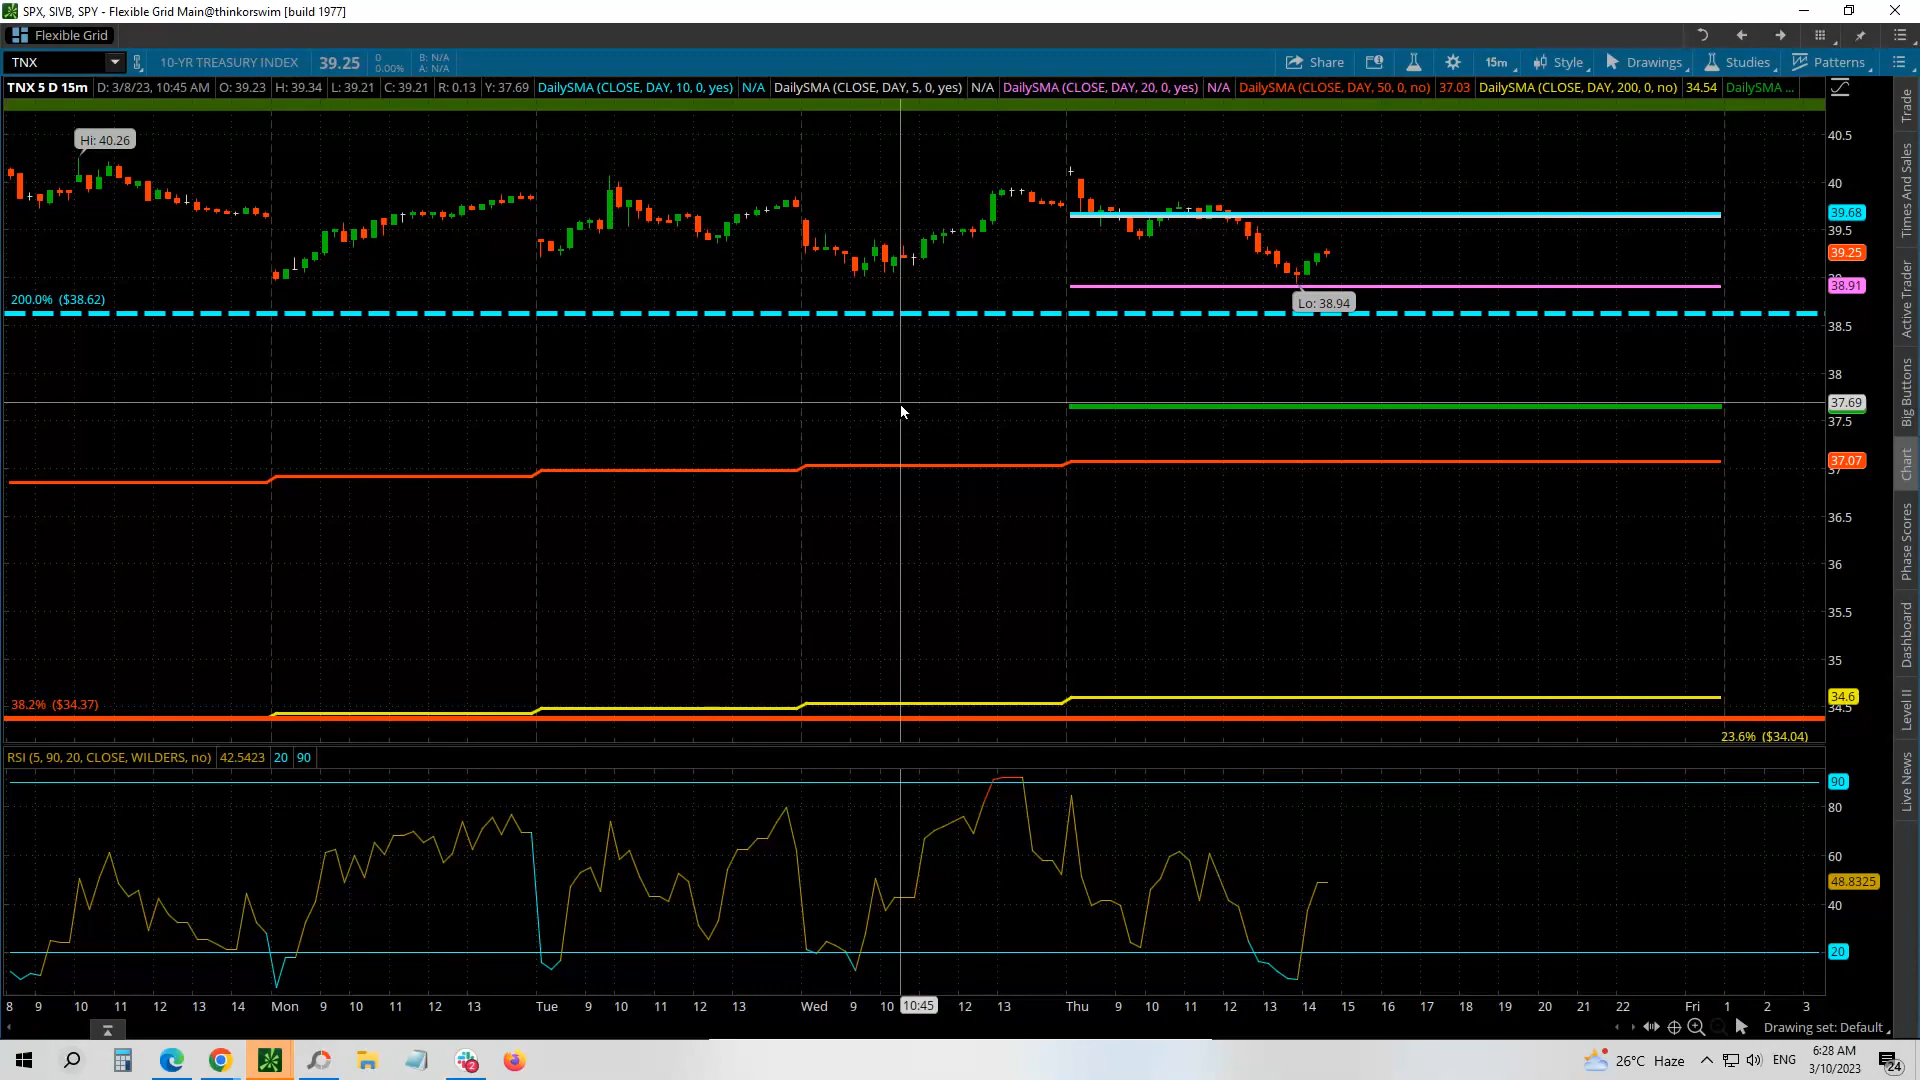 SPX, SIVB, SPY - Flexible Grid Main@thinkorswim [build 1977]
Flexible Grid
TNX 10-YR TREASURY INDEX 39.25 0 0.00% B: N/A A: N/A Share 15m Style Drawings Studies Patterns
TNX 5 D 15m D: 3/8/23, 10:45 AM O: 39.23 H: 39.34 L: 39.21 C: 39.21 R: 0.13 Y: 37.69 DailySMA (CLOSE, DAY, 10, 0, yes) N/A DailySMA (CLOSE, DAY, 5, 0, yes) N/A DailySMA (CLOSE, DAY, 20, 0, yes) N/A DailySMA (CLOSE, DAY, 50, 0, no) 37.03 DailySMA (CLOSE, DAY, 200, 0, no) 34.54 DailySMA ...
40.5
Hi: 40.26
40
39.68
39.5
39.25
39
38.91
200.0% ($38.62)
Lo: 38.94
38.5
38
37.69
37.5
37.07
37
36.5
36
35.5
35
34.6
34.5
38.2% ($34.37)
23.6% ($34.04)
RSI (5, 90, 20, CLOSE, WILDERS, no) 42.5423 20 90
90
80
60
48.8325
40
20
8 9 10 11 12 13 14 Mon 9 10 11 12 13 Tue 9 10 11 12 13 Wed 9 10 10:45 12 13 Thu 9 10 11 12 13 14 15 16 17 18 19 20 21 22 Fri 1 2 3
Drawing set: Default
Trade
Times And Sales
Active Trader
Big Buttons
Chart
Phase Scores
Dashboard
Level II
Live News
2
26°C Haze ENG 6:28 AM
3/10/2023
24